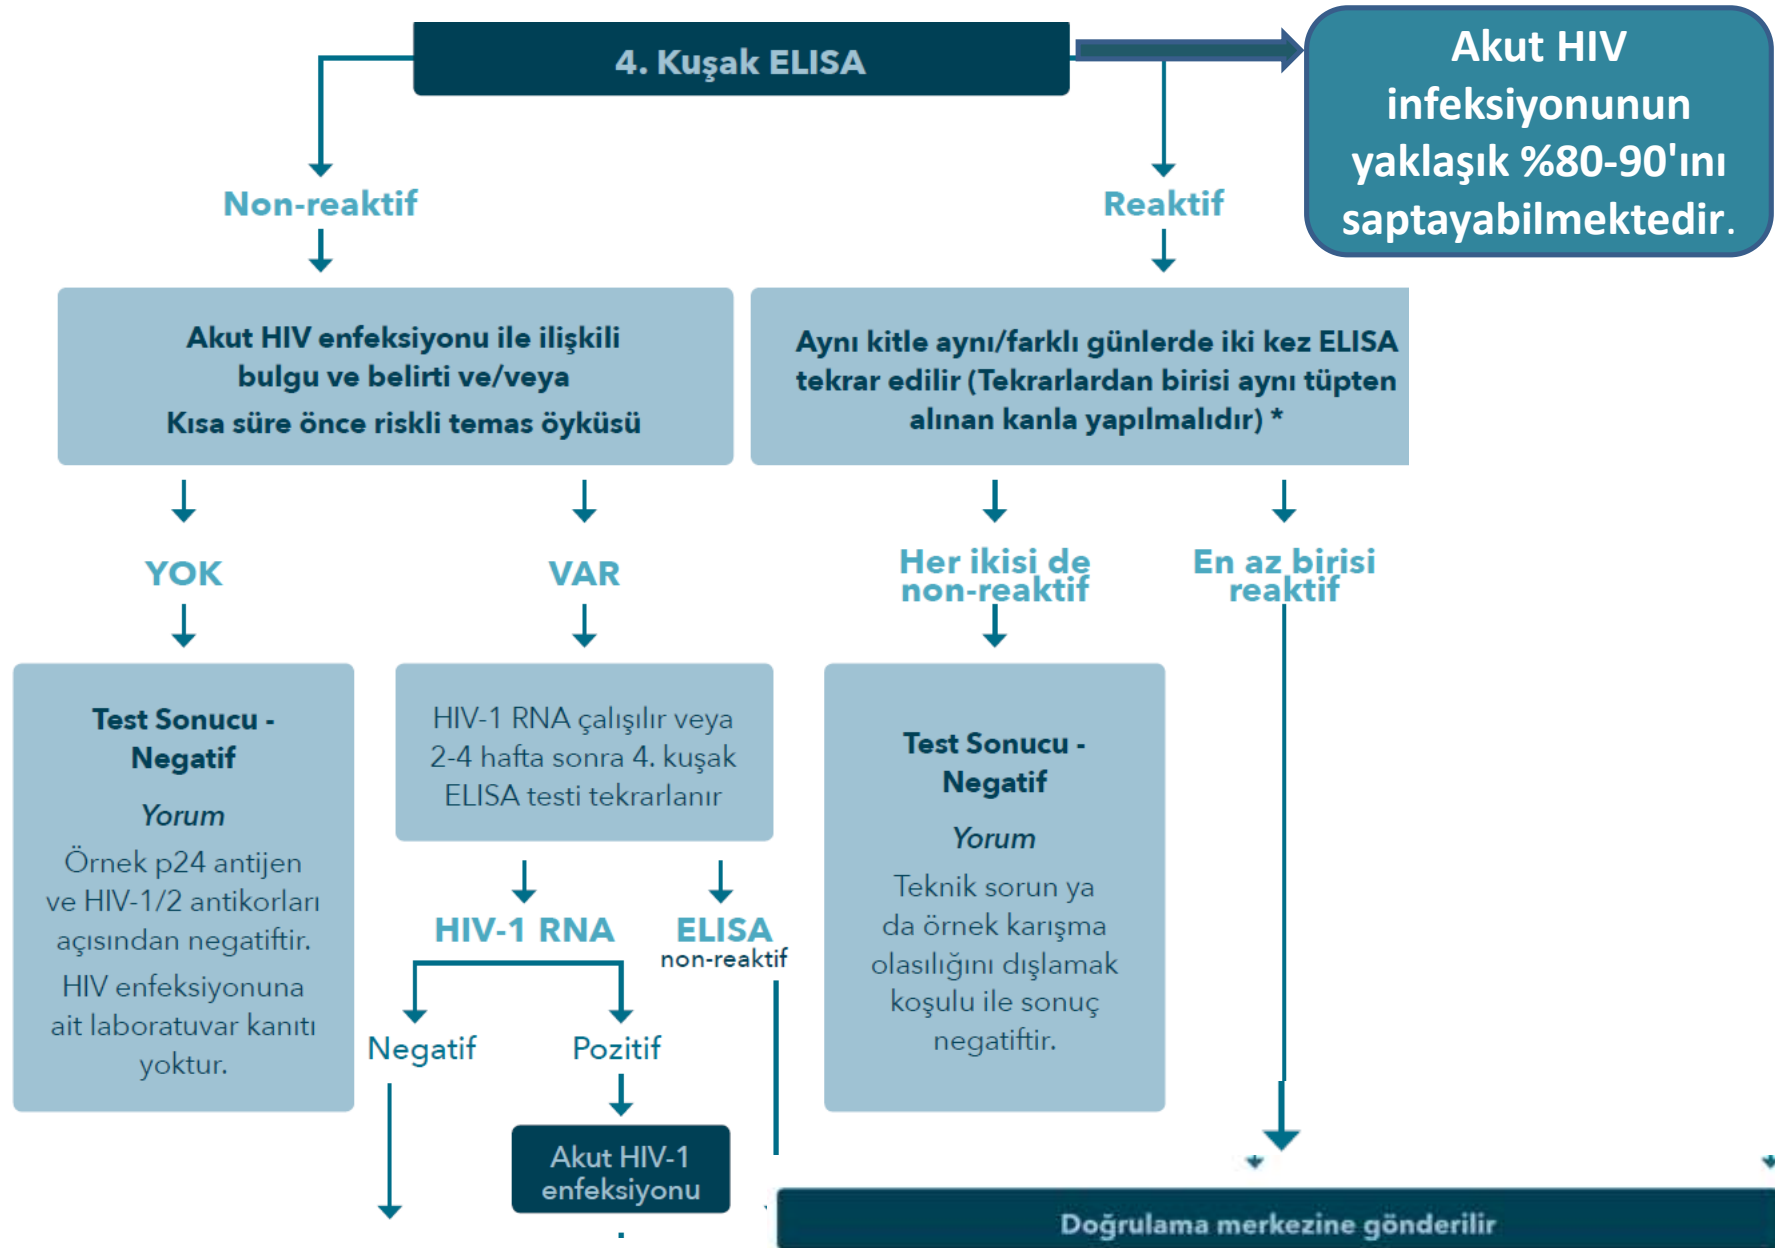 4. Kuşak ELISA
Akut HIV
infeksiyonunun
yaklaşık %80-90'ını
saptayabilmektedir.
Non-reaktif
Reaktif
Akut HIV enfeksiyonu ile ilişkili
bulgu ve belirti ve/veya
Kısa süre önce riskli temas öyküsü
Aynı kitle aynı/farklı günlerde iki kez ELISA
tekrar edilir (Tekrarlardan birisi aynı tüpten
alınan kanla yapılmalıdır) *
YOK
VAR
Her ikisi de
non-reaktif
En az birisi
reaktif
Test Sonucu -
Negatif
Yorum
Örnek p24 antijen
ve HIV-1/2 antikorları
açısından negatiftir.
HIV enfeksiyonuna
ait laboratuvar kanıtı
yoktur.
HIV-1 RNA çalışılır veya
2-4 hafta sonra 4. kuşak
ELISA testi tekrarlanır
HIV-1 RNA
ELISA
non-reaktif
Negatif
Pozitif
Akut HIV-1
enfeksiyonu
Test Sonucu -
Negatif
Yorum
Teknik sorun ya
da örnek karışma
olasılığını dışlamak
koşulu ile sonuç
negatiftir.
Doğrulama merkezine gönderilir